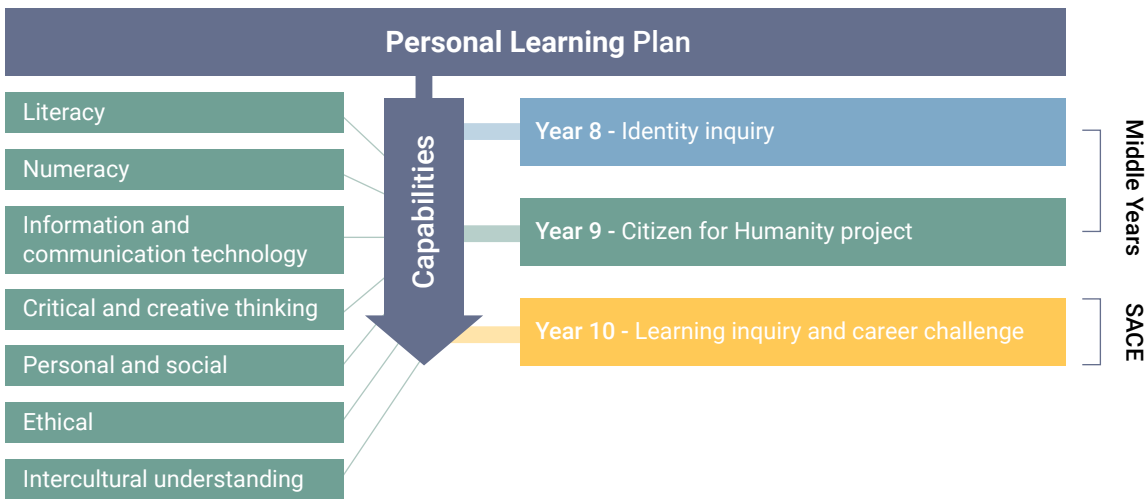 Personal Learning Plan
Literacy
Numeracy
Information and
communication technology
Critical and creative thinking
Personal and social
Ethical
Intercultural understanding
Capabilities
Year 8 - Identity inquiry
Year 9 - Citizen for Humanity project
Year 10 - Learning inquiry and career challenge
Middle Years
SACE